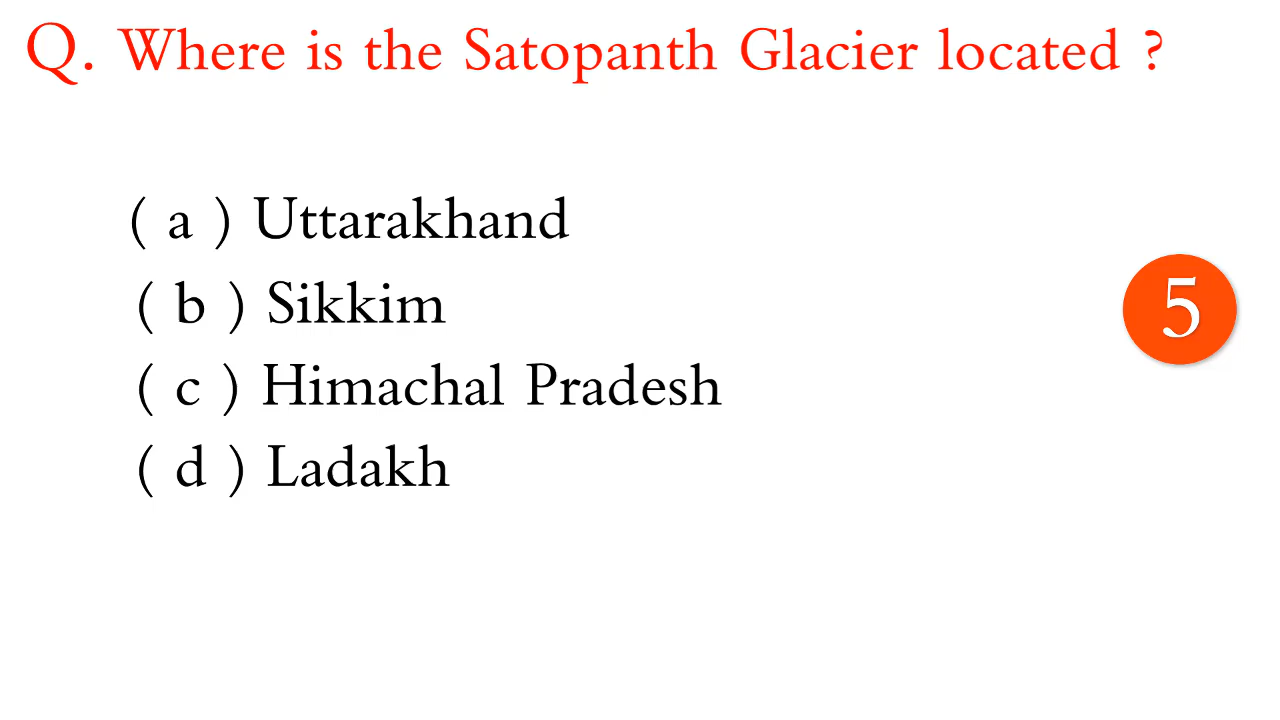 Q. Where is the Satopanth Glacier located ?
( a ) Uttarakhand
( b ) Sikkim
5
( c ) Himachal Pradesh
( d ) Ladakh